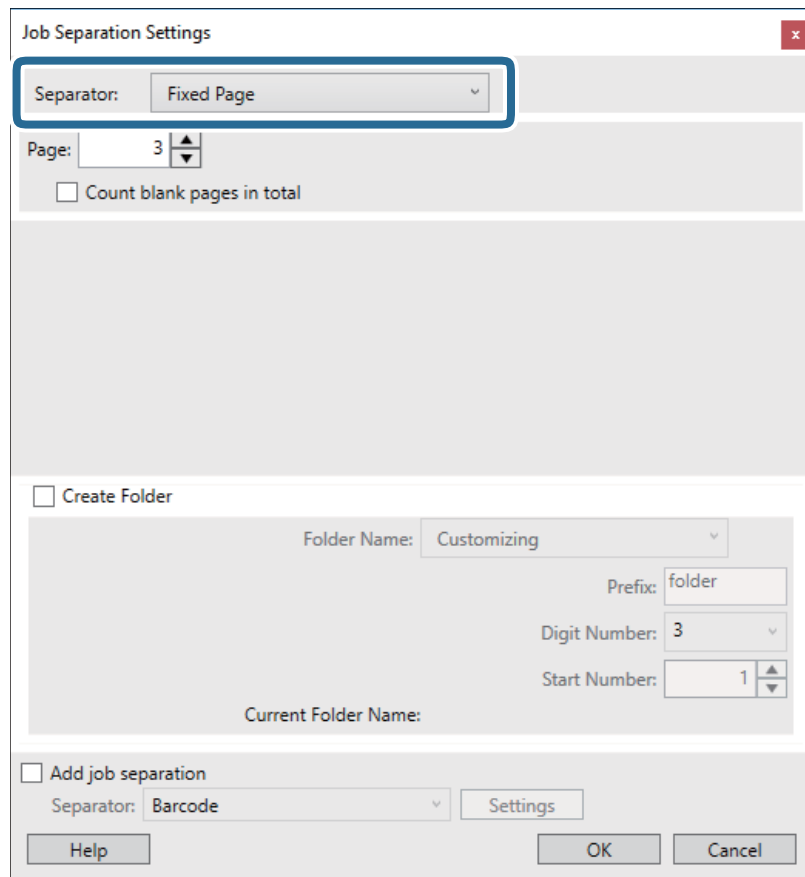 Job Separation Settings
x
Separator: Fixed Page
Page: 3
Count blank pages in total
Create Folder
Folder Name: Customizing
Prefix: folder
Digit Number: 3
Start Number: 1
Current Folder Name:
Add job separation
Separator: Barcode Settings
Help OK Cancel